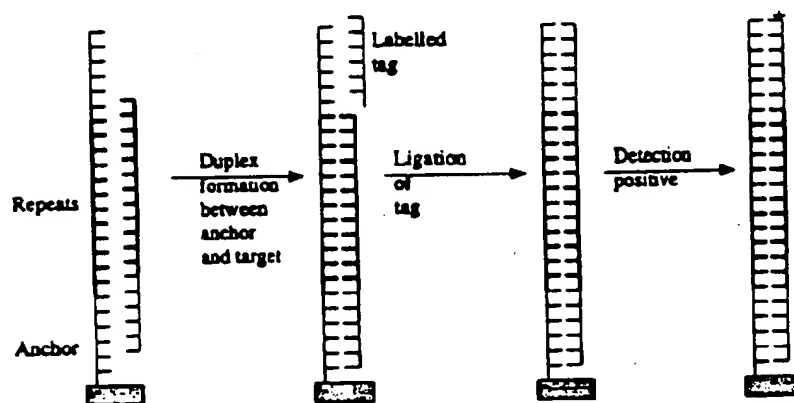 Labelled
tag
Duplex
formation
between
anchor
and target
Ligation
of
tag
Detection
positive
Repeats
Anchor